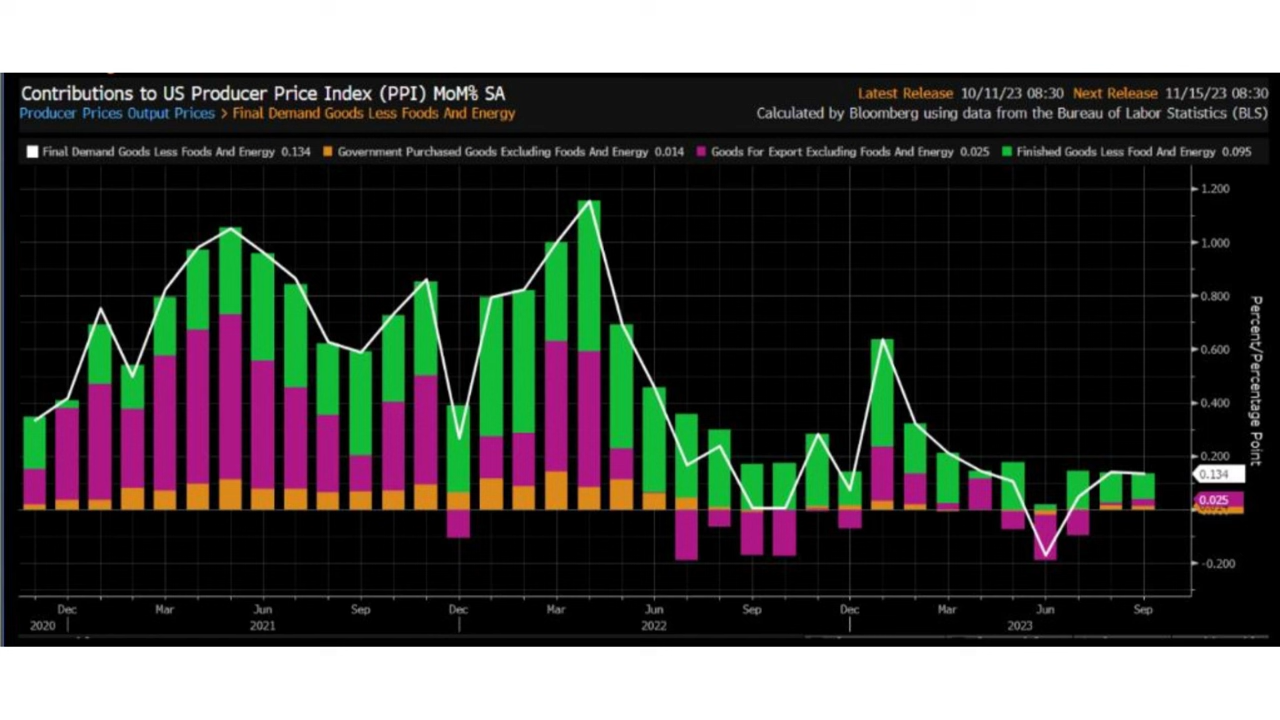 Contributions to US Producer Price Index (PPI) MoM% SA
Latest Release 10/11/23 08:30 Next Release 11/15/23 08:30
Producer Prices Output Prices > Final Demand Goods Less Foods And Energy
Calculated by Bloomberg using data from the Bureau of Labor Statistics (BLS)
Final Demand Goods Less Foods And Energy 0.134 Government Purchased Goods Excluding Foods And Energy 0.014 Goods For Export Excluding Foods And Energy 0.025 Finished Goods Less Food And Energy 0.095
1.200
1.000
0.800
0.600
0.400
0.200
0.134
0.025
-0.200
Percent/Percentage Point
Dec Mar Jun Sep Dec Mar Jun Sep Dec Mar Jun Sep
2020 2021 2022 2023